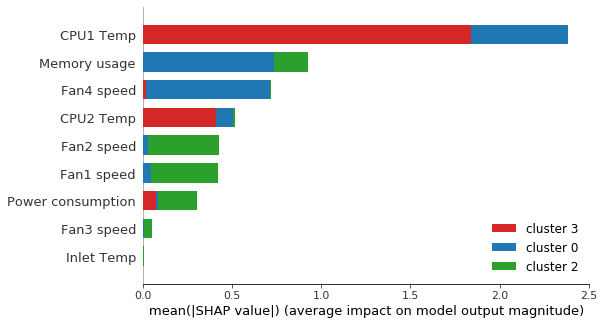 CPU1 Temp
Memory usage
Fan4 speed
CPU2 Temp
Fan2 speed
Fan1 speed
Power consumption
Fan3 speed
Inlet Temp
cluster 3
cluster 0
cluster 2
0.0 0.5 1.0 1.5 2.0 2.5
mean(|SHAP value|) (average impact on model output magnitude)